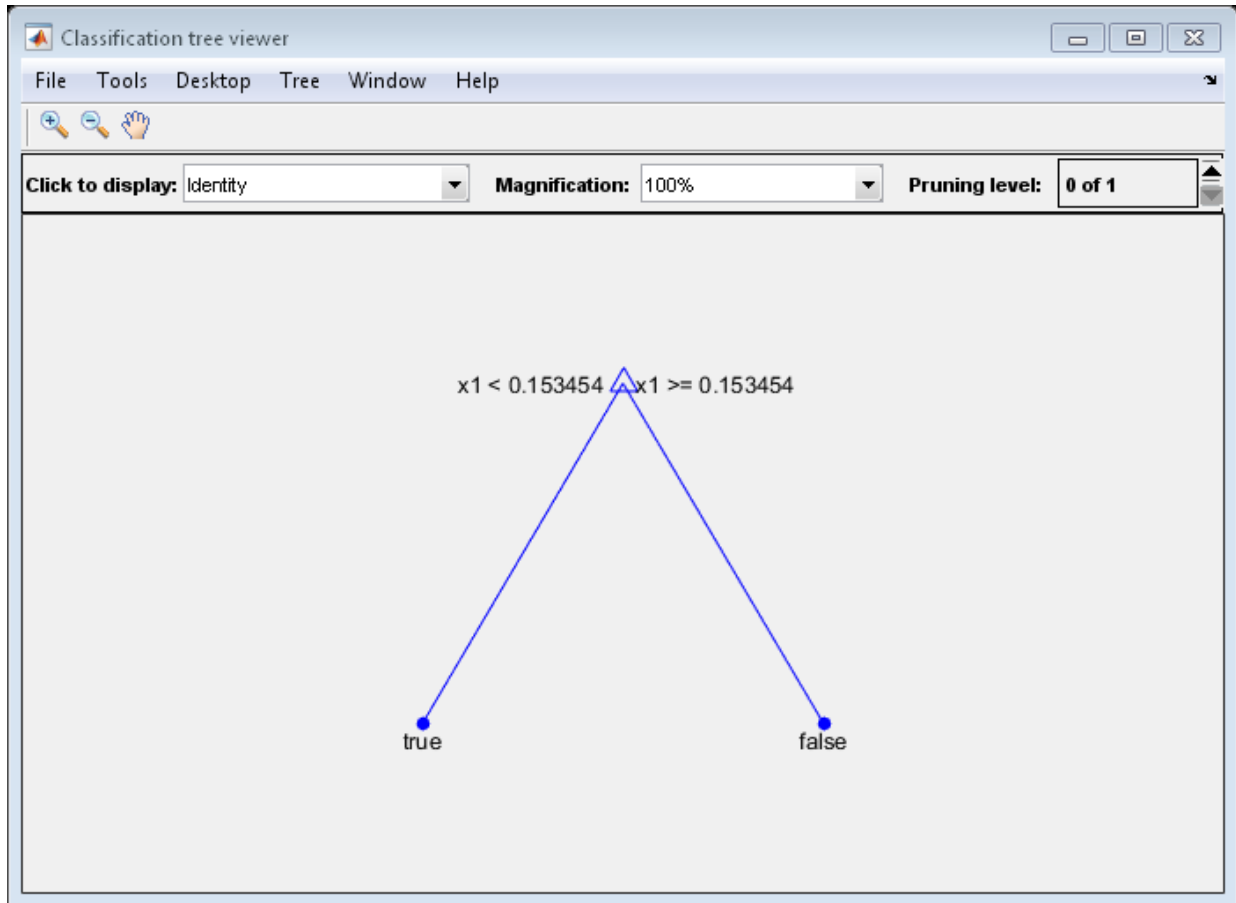 Classification tree viewer
File Tools Desktop Tree Window Help
Click to display: Identity Magnification: 100% Pruning level: 0 of 1
x1 < 0.153454 x1 >= 0.153454
true false